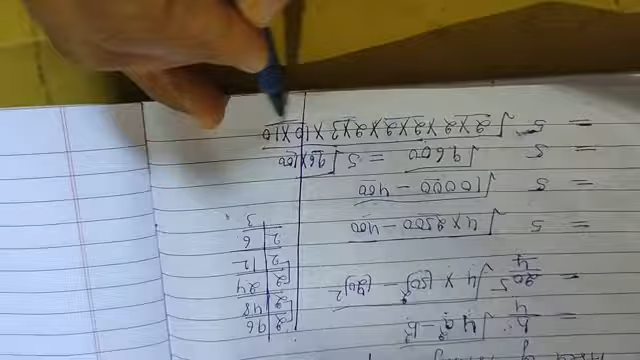 Area of
= b/4 √4a² - b²
= 20 5/4 √4 × (50)² - (20)²
= 5 √4 × 2500 - 400
= 5 √10000 - 400
= 5 √9600 = 5 √96×100
= 5 √2×2×2×2×2×3×10×10
2 96
2 48
2 24
2 12
2 6
3